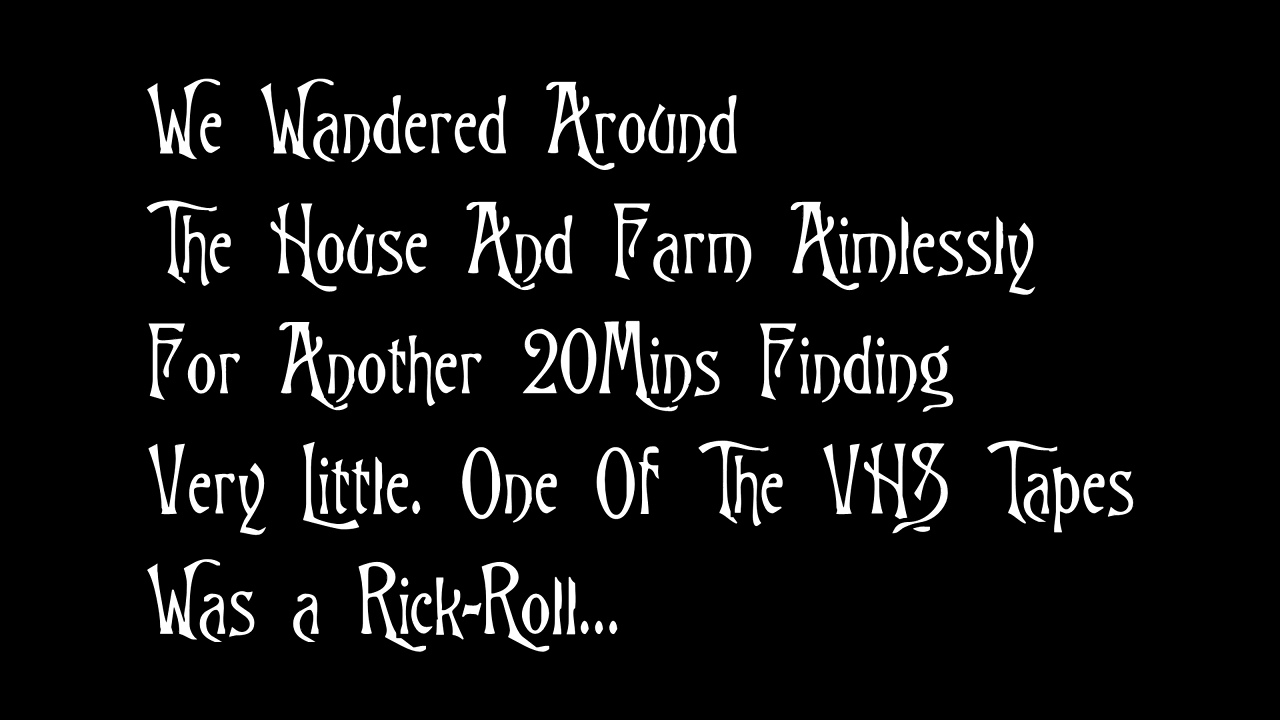 We Wandered Around
The House And Farm Aimlessly
For Another 20Mins Finding
Very Little. One Of The VHS Tapes
Was a Rick-Roll...